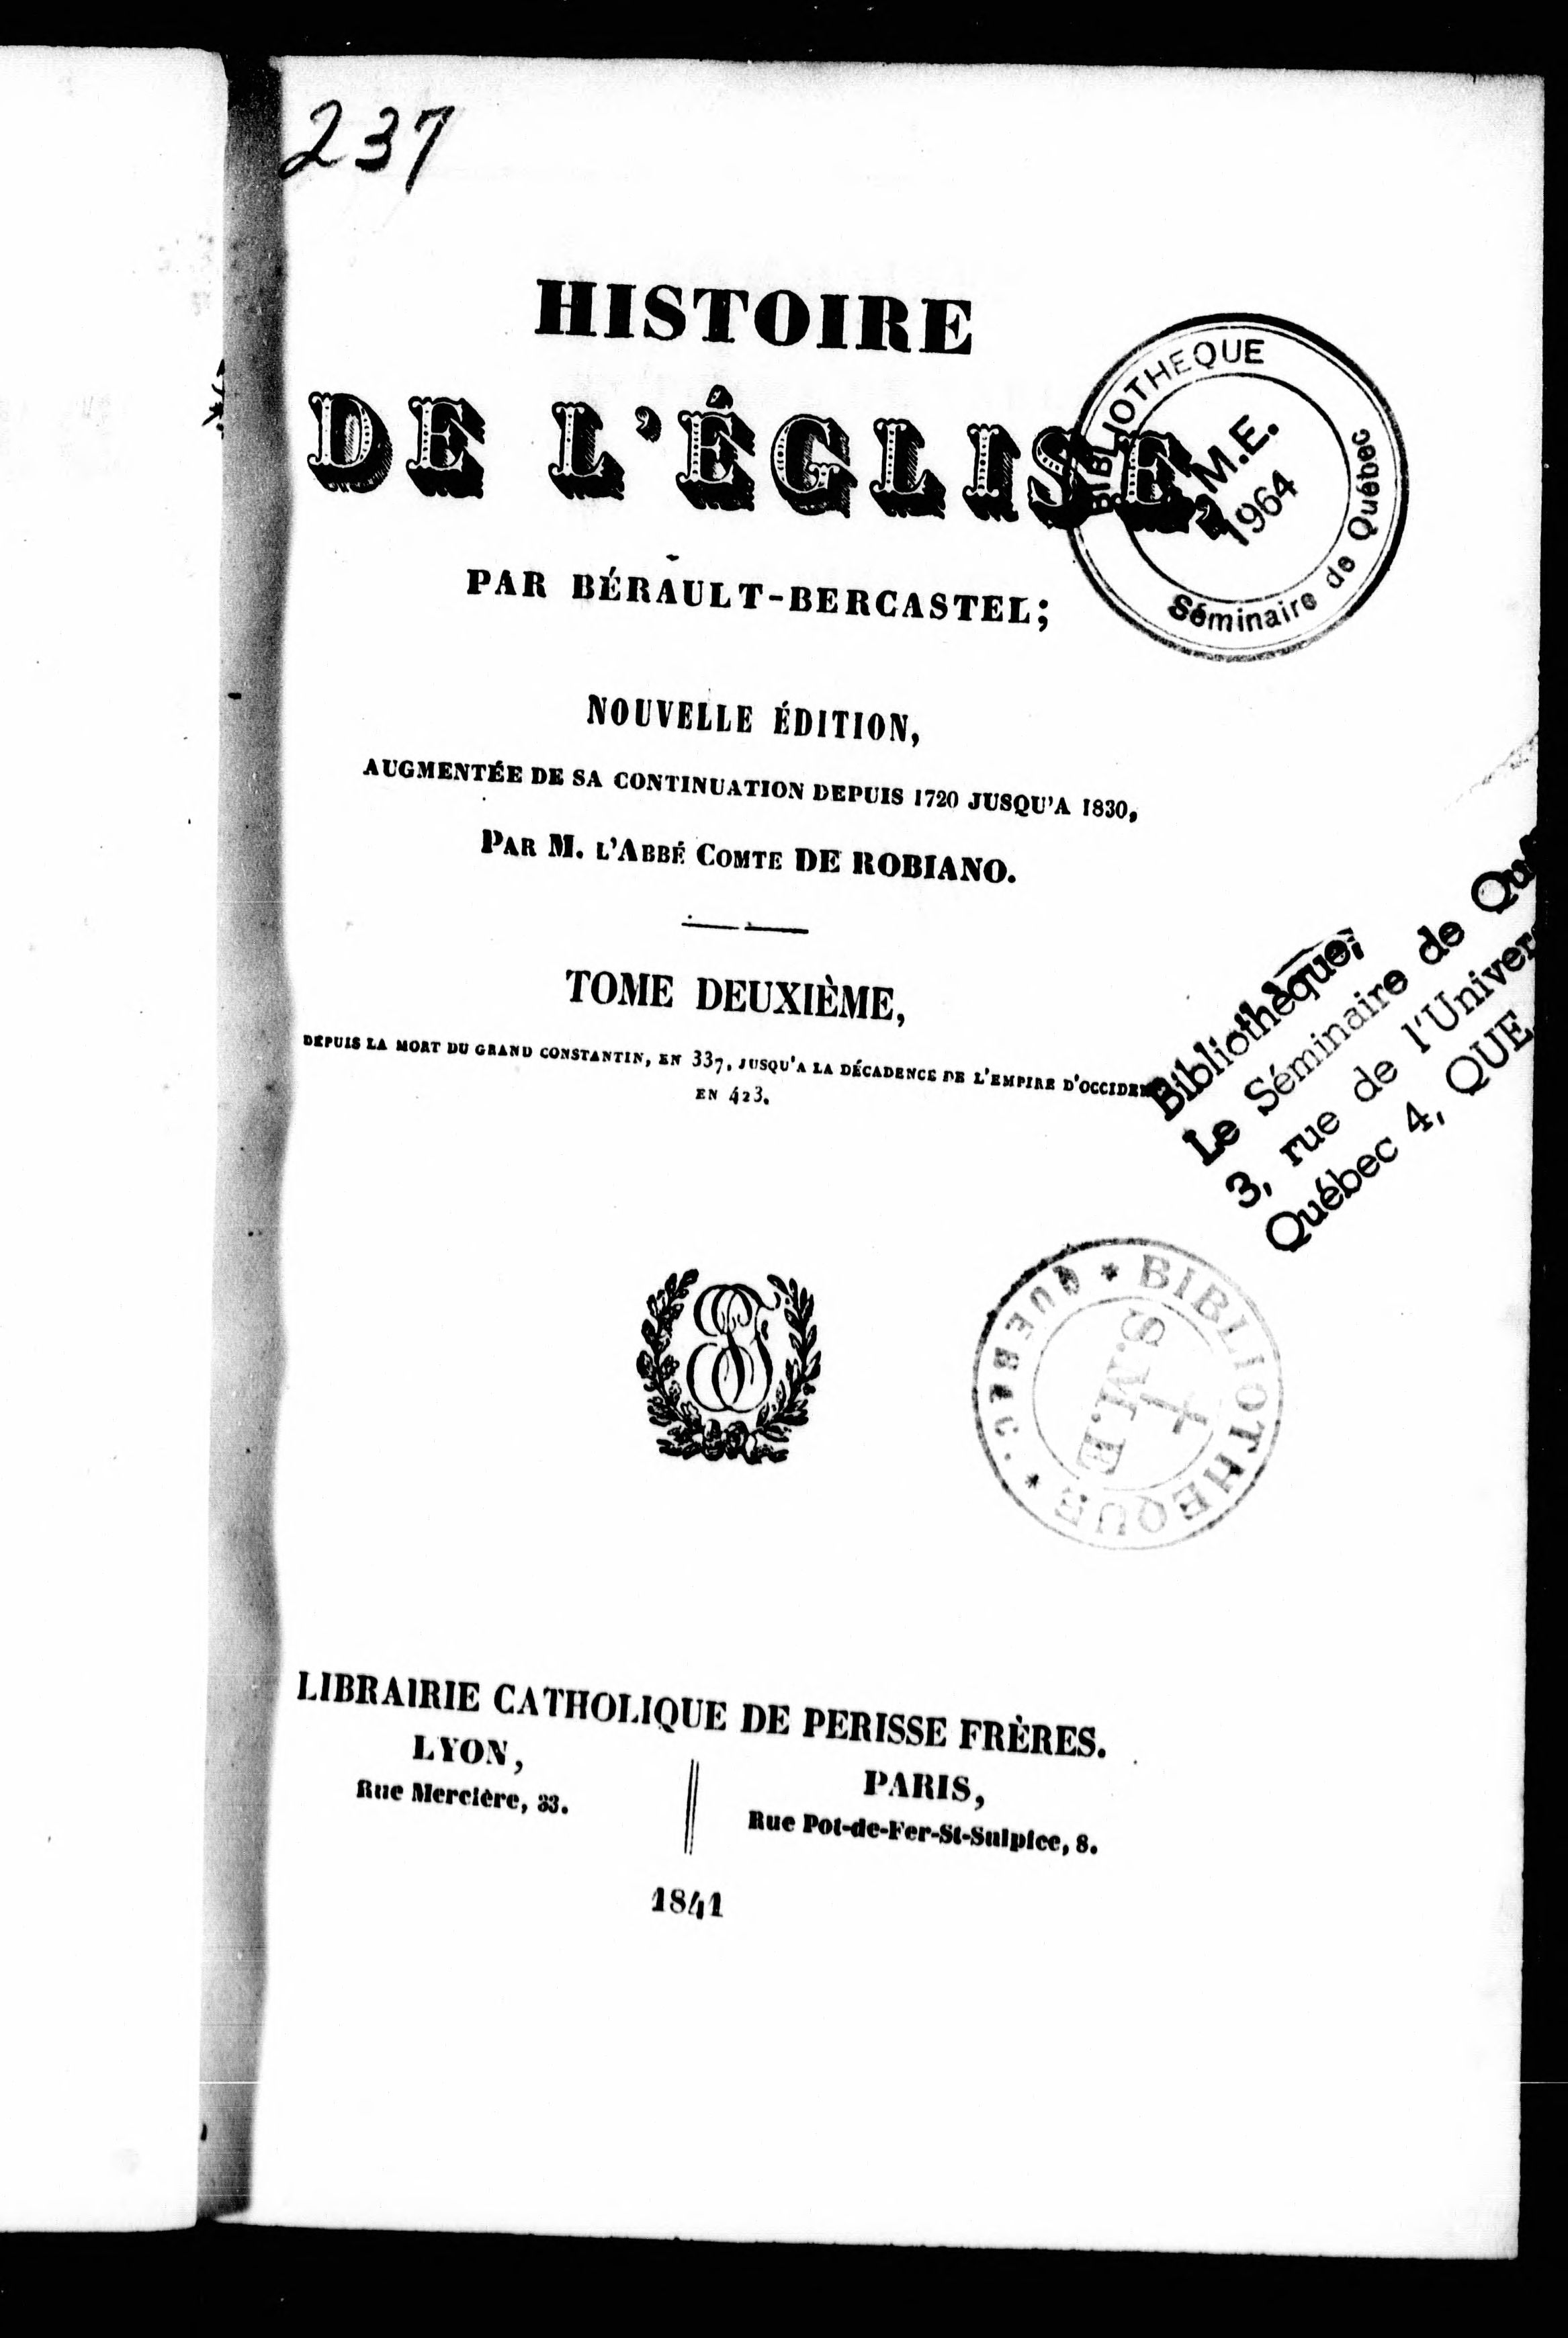 237
HISTOIRE
DE L'ÉGLISE,
PAR BÉRAULT-BERCASTEL;
NOUVELLE ÉDITION,
AUGMENTÉE DE SA CONTINUATION DEPUIS 1720 JUSQU'A 1830,
PAR M. L'ABBÉ COMTE DE ROBIANO.
TOME DEUXIÈME,
DEPUIS LA MORT DU GRAND CONSTANTIN, EN 337, JUSQU'A LA DÉCADENCE DE L'EMPIRE D'OCCIDENT
EN 423.
LIBRAIRIE CATHOLIQUE DE PERISSE FRÈRES.
LYON,
Rue Mercière, 33.
PARIS,
Rue Pot-de-Fer-St-Sulpice, 8.
1841
BIBLIOTHEQUE
M.E.
1964
Séminaire de Québec
Bibliothèque,
Le Séminaire de
3, rue de
Québec 4, QUE
BIBLIOTHEQUE
QUEBEC
S.M.E